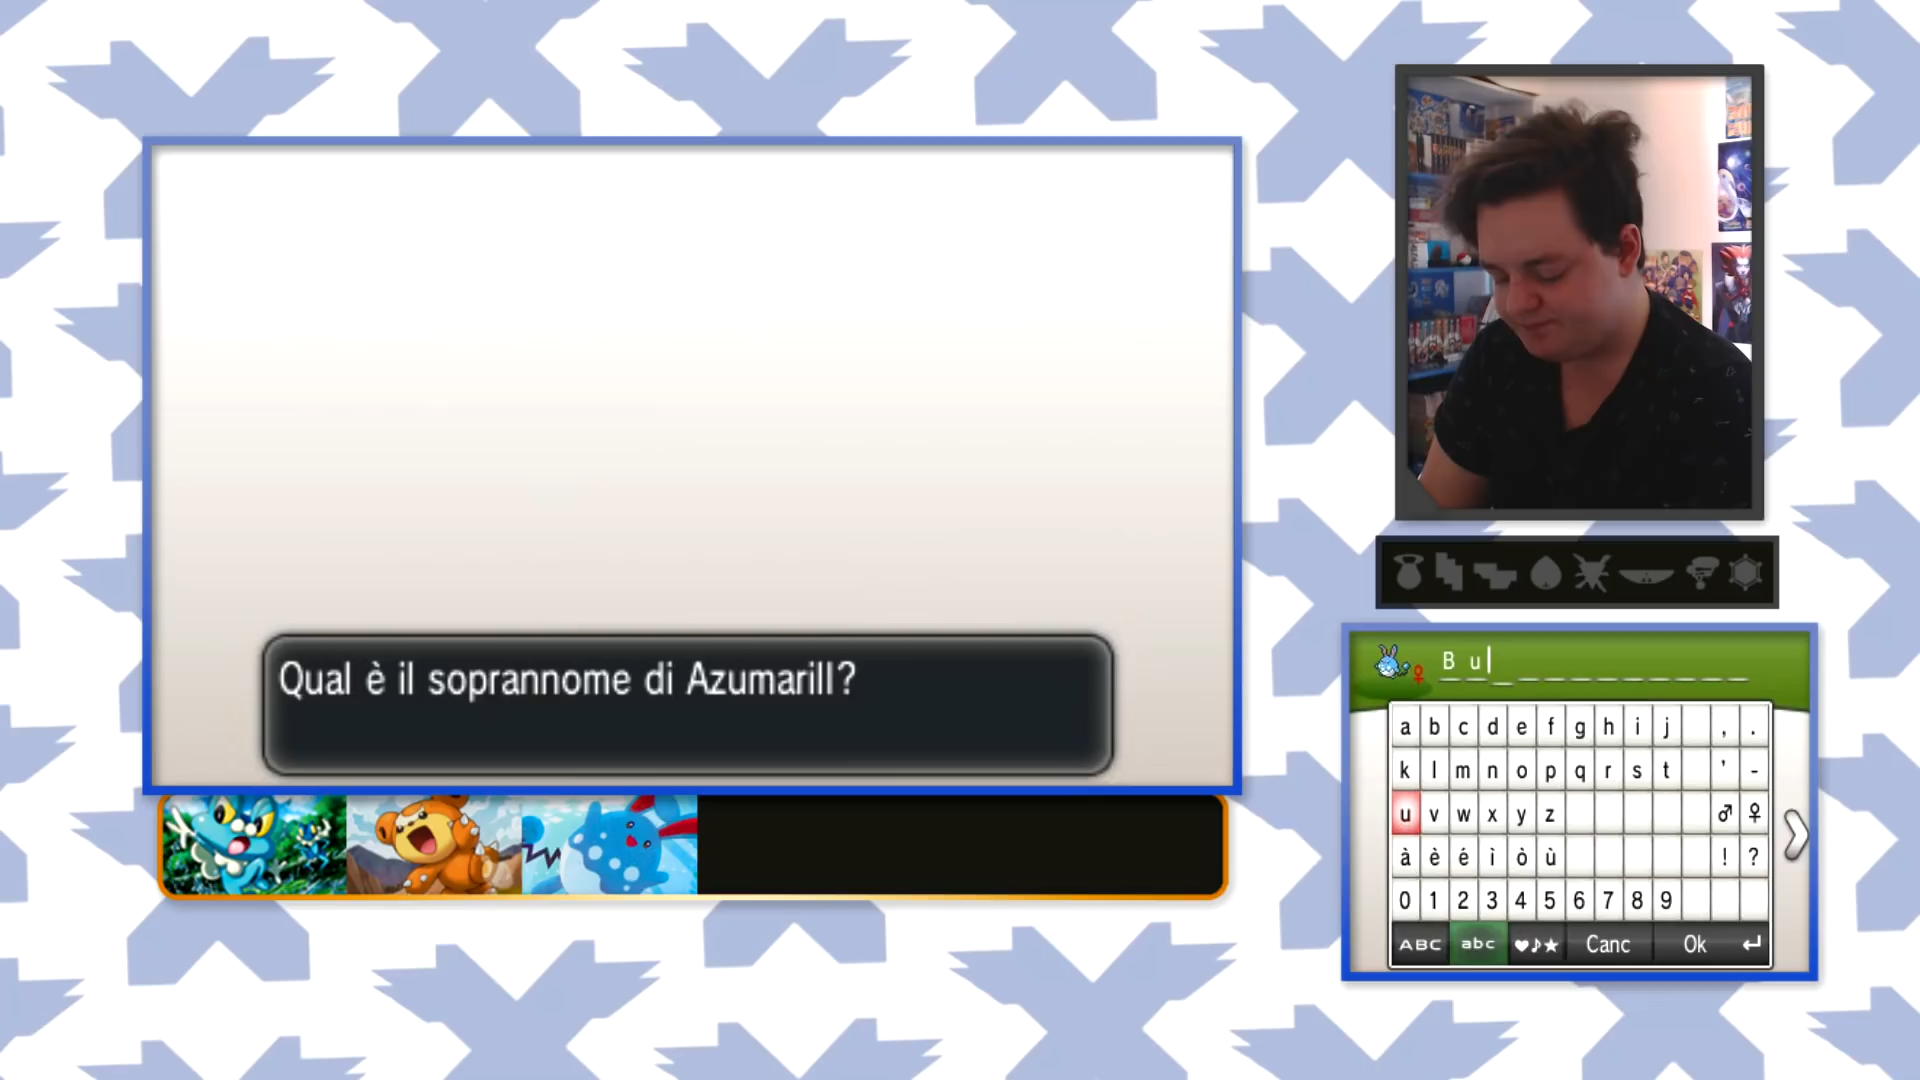 Qual è il soprannome di Azumarill?
♀ B u
a b c d e f g h i j , .
k l m n o p q r s t ' -
u v w x y z ♂ ♀
à è é ì ò ù ! ?
0 1 2 3 4 5 6 7 8 9
ABC abc ♥♪★ Canc Ok ↵